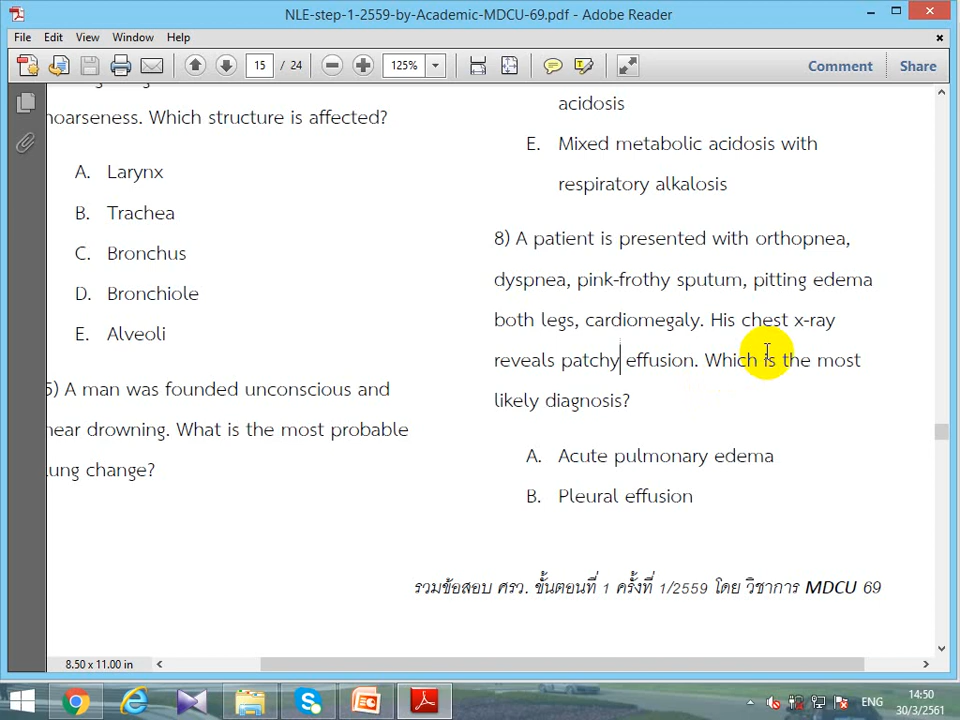 NLE-step-1-2559-by-Academic-MDCU-69.pdf - Adobe Reader
File Edit View Window Help
15 / 24
125%
Comment
Share
hoarseness. Which structure is affected?
A. Larynx
B. Trachea
C. Bronchus
D. Bronchiole
E. Alveoli
5) A man was founded unconscious and
near drowning. What is the most probable
lung change?
acidosis
E. Mixed metabolic acidosis with
respiratory alkalosis
8) A patient is presented with orthopnea,
dyspnea, pink-frothy sputum, pitting edema
both legs, cardiomegaly. His chest x-ray
reveals patchy effusion. Which is the most
likely diagnosis?
A. Acute pulmonary edema
B. Pleural effusion
รวมข้อสอบ ศรว. ขั้นตอนที่ 1 ครั้งที่ 1/2559 โดย วิชาการ MDCU 69
8.50 x 11.00 in
ENG
14:50
30/3/2561